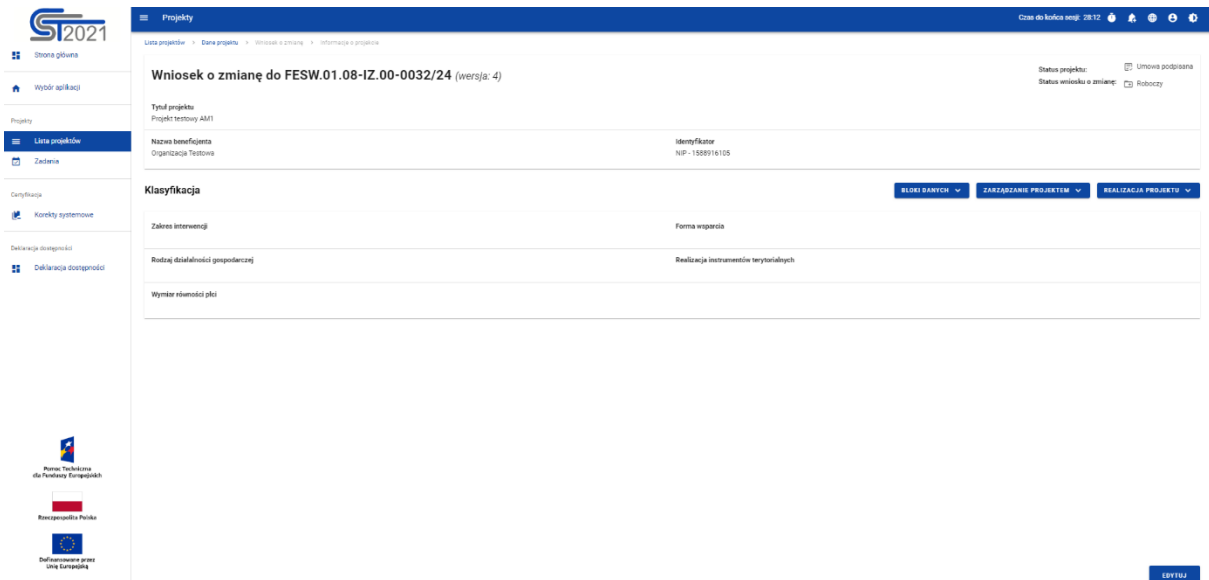 ST2021
Strona główna
Wybór aplikacji
Projekty
Lista projektów
Zadania
Certyfikacja
Korekty systemowe
Deklaracja dostępności
Deklaracja dostępności
Pomoc Techniczna
dla Funduszy Europejskich
Rzeczpospolita Polska
Dofinansowane przez
Unię Europejską
Projekty
Czas do końca sesji: 28:12
Lista projektów > Dane projektu > Wniosek o zmianę > Informacje o projekcie
Wniosek o zmianę do FESW.01.08-IZ.00-0032/24 (wersja: 4)
Status projektu: Umowa podpisana
Status wniosku o zmianę: Roboczy
Tytuł projektu
Projekt testowy AM1
Nazwa beneficjenta
Organizacja Testowa
Identyfikator
NIP - 1588916105
Klasyfikacja
BLOKI DANYCH
ZARZĄDZANIE PROJEKTEM
REALIZACJA PROJEKTU
Zakres interwencji
Forma wsparcia
Rodzaj działalności gospodarczej
Realizacja instrumentów terytorialnych
Wymiar równości płci
EDYTUJ